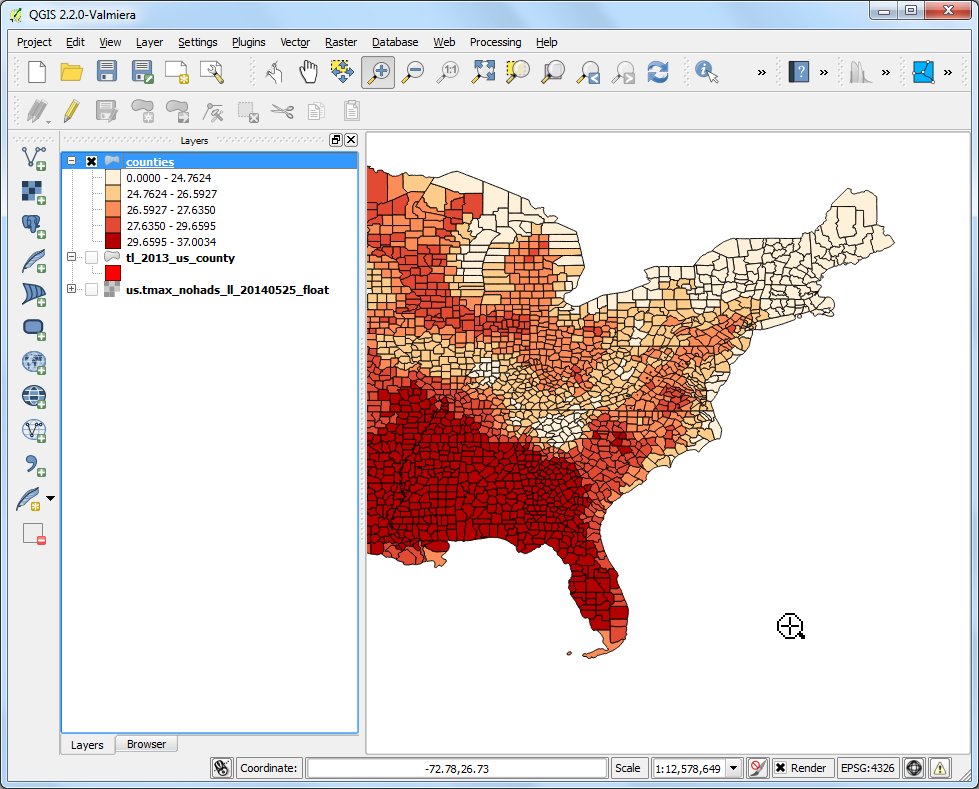 QGIS 2.2.0-Valmiera
Project Edit View Layer Settings Plugins Vector Raster Database Web Processing Help
Layers
counties
0.0000 - 24.7624
24.7624 - 26.5927
26.5927 - 27.6350
27.6350 - 29.6595
29.6595 - 37.0034
tl_2013_us_county
us.tmax_nohads_ll_20140525_float
Layers Browser
Coordinate: -72.78,26.73 Scale 1:12,578,649 Render EPSG:4326